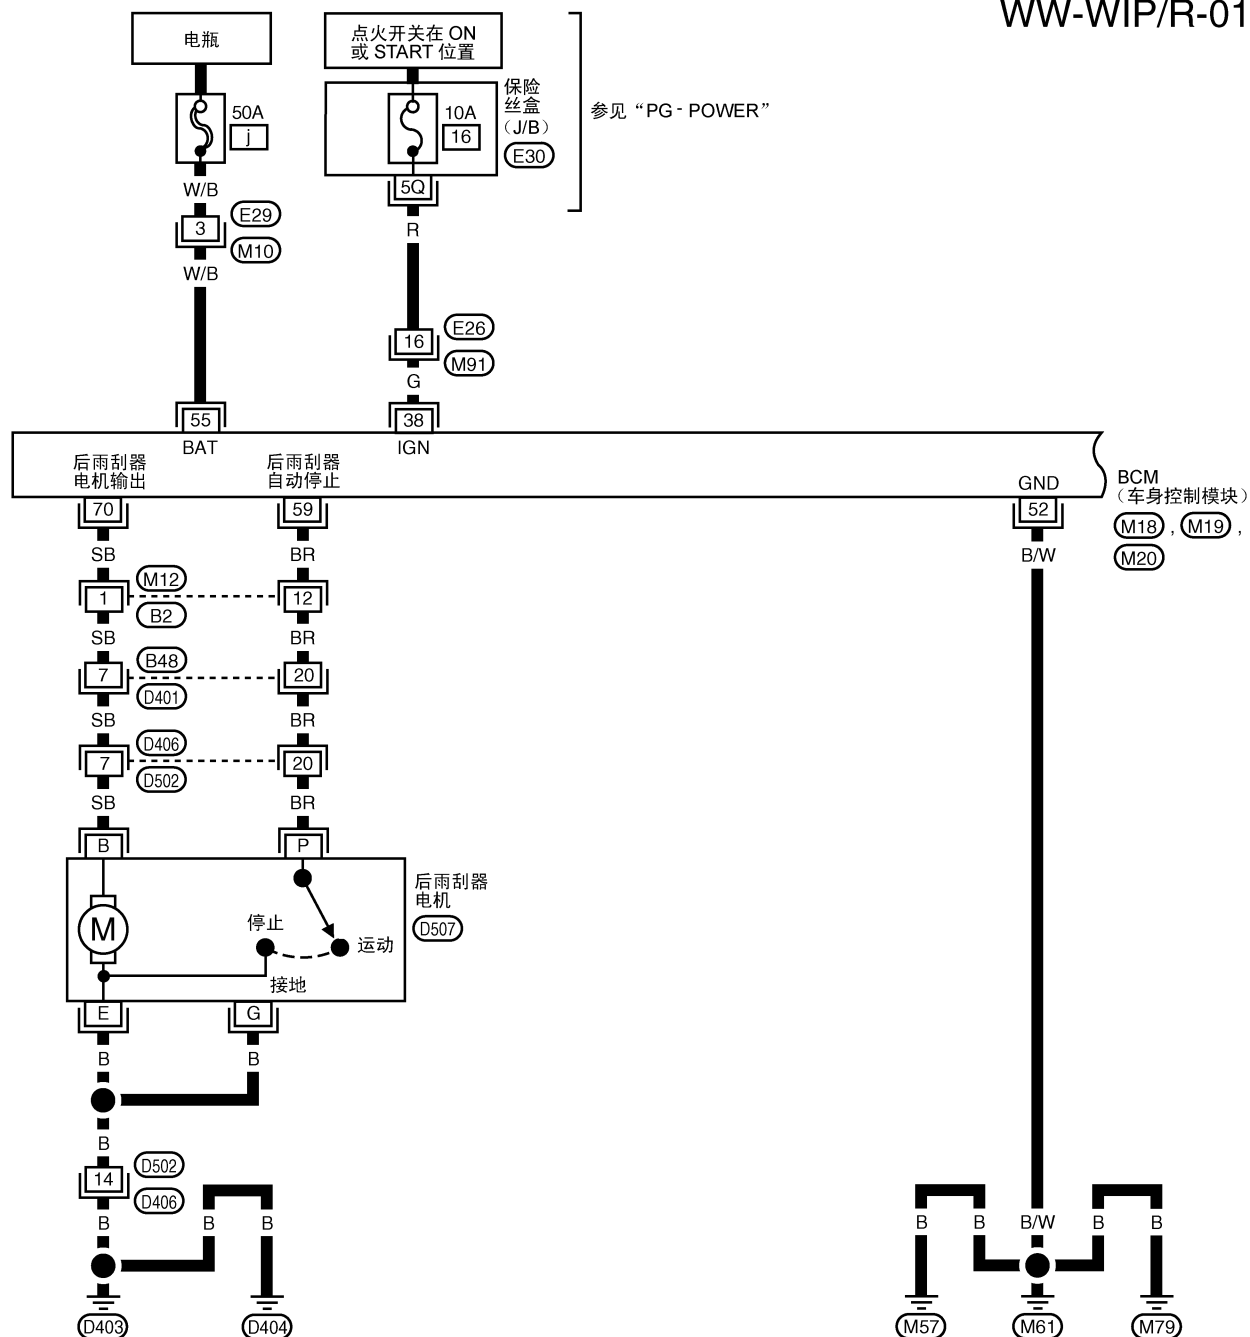 WW-WIP/R-01
电瓶
点火开关在 ON
或 START 位置
50A
j
10A
16
保险
丝盒
（J/B）
E30
参见“PG - POWER”
5Q
W/B
R
3
E29
M10
W/B
16
E26
M91
G
55
38
BAT
IGN
后雨刮器
电机输出
后雨刮器
自动停止
GND
BCM
（车身控制模块）
M18 , M19 ,
M20
70
59
52
SB
BR
B/W
1
M12
B2
12
SB
BR
7
B48
D401
20
SB
BR
7
D406
D502
20
SB
BR
B
P
后雨刮器
电机
D507
M
停止
运动
接地
E
G
B
B
B
14
D502
D406
B
B
B
B
B
B/W
B
B
D403
D404
M57
M61
M79